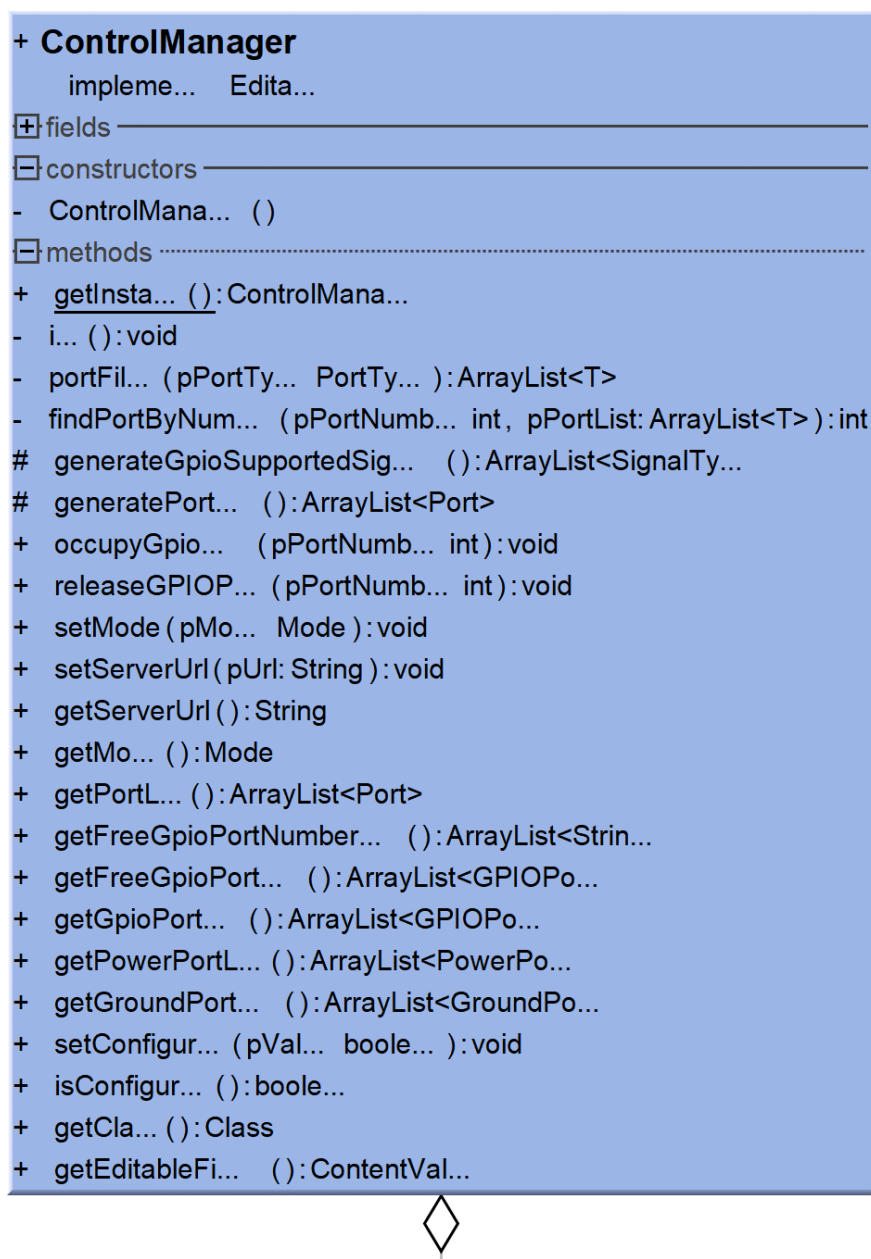 + ControlManager
impleme... Edita...
+ fields
- constructors
- ControlMana... ()
- methods
+ getInsta... ():ControlMana...
- i... ():void
- portFil... (pPortTy... PortTy... ):ArrayList<T>
- findPortByNum... (pPortNumb... int, pPortList:ArrayList<T>):int
# generateGpioSupportedSig... ():ArrayList<SignalTy...
# generatePort... ():ArrayList<Port>
+ occupyGpio... (pPortNumb... int):void
+ releaseGPIOP... (pPortNumb... int):void
+ setMode(pMo... Mode):void
+ setServerUrl(pUrl:String):void
+ getServerUrl():String
+ getMo... ():Mode
+ getPortL... ():ArrayList<Port>
+ getFreeGpioPortNumber... ():ArrayList<Strin...
+ getFreeGpioPort... ():ArrayList<GPIOPo...
+ getGpioPort... ():ArrayList<GPIOPo...
+ getPowerPortL... ():ArrayList<PowerPo...
+ getGroundPort... ():ArrayList<GroundPo...
+ setConfigur... (pVal... boole... ):void
+ isConfigur... ():boole...
+ getCla... ():Class
+ getEditableFi... ():ContentVal...